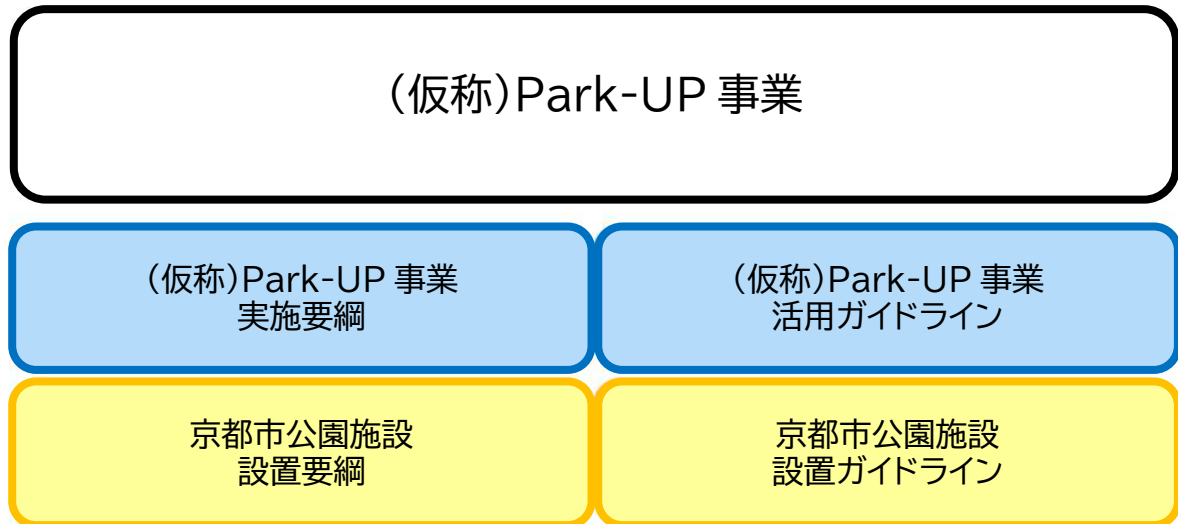 (仮称)Park-UP 事業
(仮称)Park-UP 事業
実施要綱
(仮称)Park-UP 事業
活用ガイドライン
京都市公園施設
設置要綱
京都市公園施設
設置ガイドライン